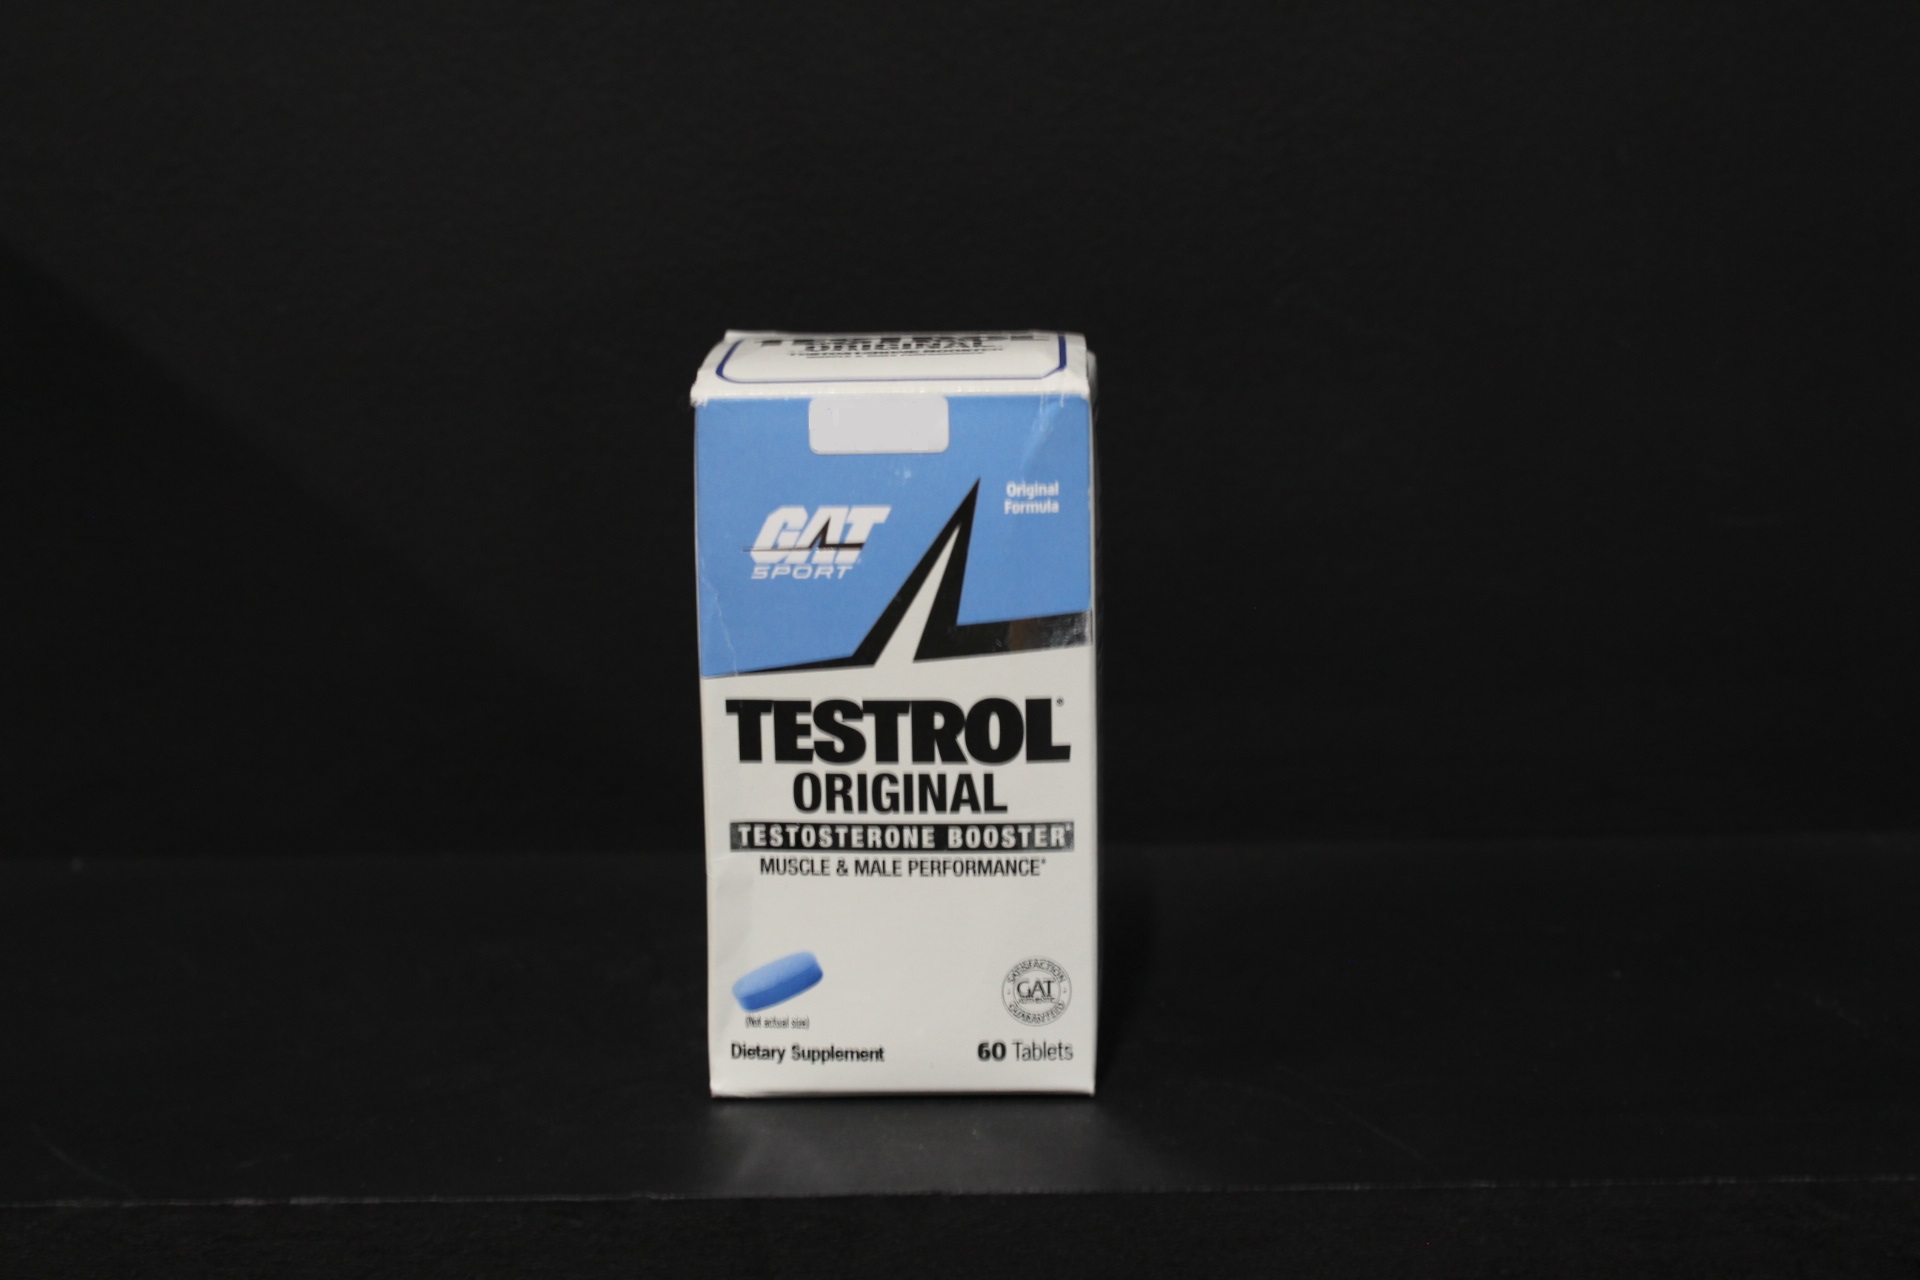 ORIGINAL
GAT
SPORT
Original
Formula
TESTROL®
ORIGINAL
TESTOSTERONE BOOSTER*
MUSCLE & MALE PERFORMANCE*
(Not actual size)
SATISFACTION
GAT
GUARANTEED
Dietary Supplement
60 Tablets